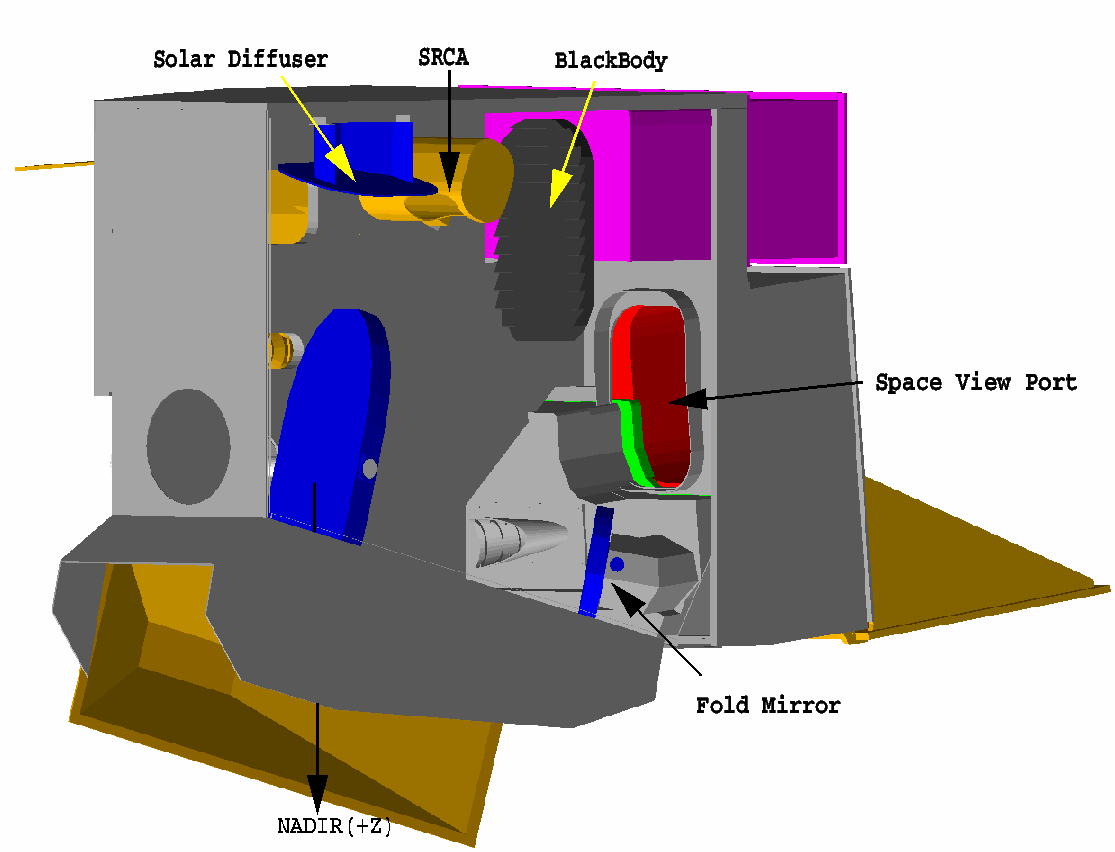 Solar Diffuser
SRCA
BlackBody
Space View Port
Fold Mirror
NADIR(+Z)